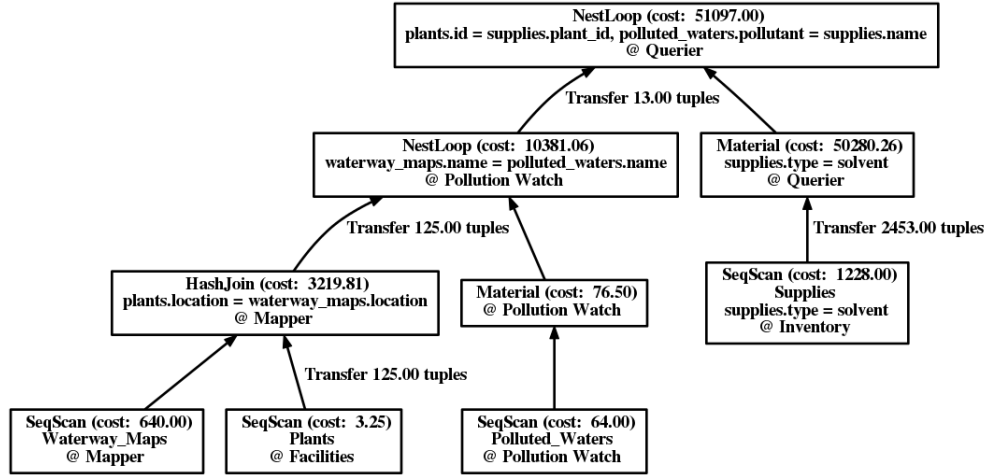 NestLoop (cost:  51097.00)
plants.id = supplies.plant_id, polluted_waters.pollutant = supplies.name
@ Querier
Transfer 13.00 tuples
NestLoop (cost:  10381.06)
waterway_maps.name = polluted_waters.name
@ Pollution Watch
Material (cost:  50280.26)
supplies.type = solvent
@ Querier
Transfer 125.00 tuples
Transfer 2453.00 tuples
HashJoin (cost:  3219.81)
plants.location = waterway_maps.location
@ Mapper
Material (cost:  76.50)
@ Pollution Watch
SeqScan (cost:  1228.00)
Supplies
supplies.type = solvent
@ Inventory
Transfer 125.00 tuples
SeqScan (cost:  640.00)
Waterway_Maps
@ Mapper
SeqScan (cost:  3.25)
Plants
@ Facilities
SeqScan (cost:  64.00)
Polluted_Waters
@ Pollution Watch